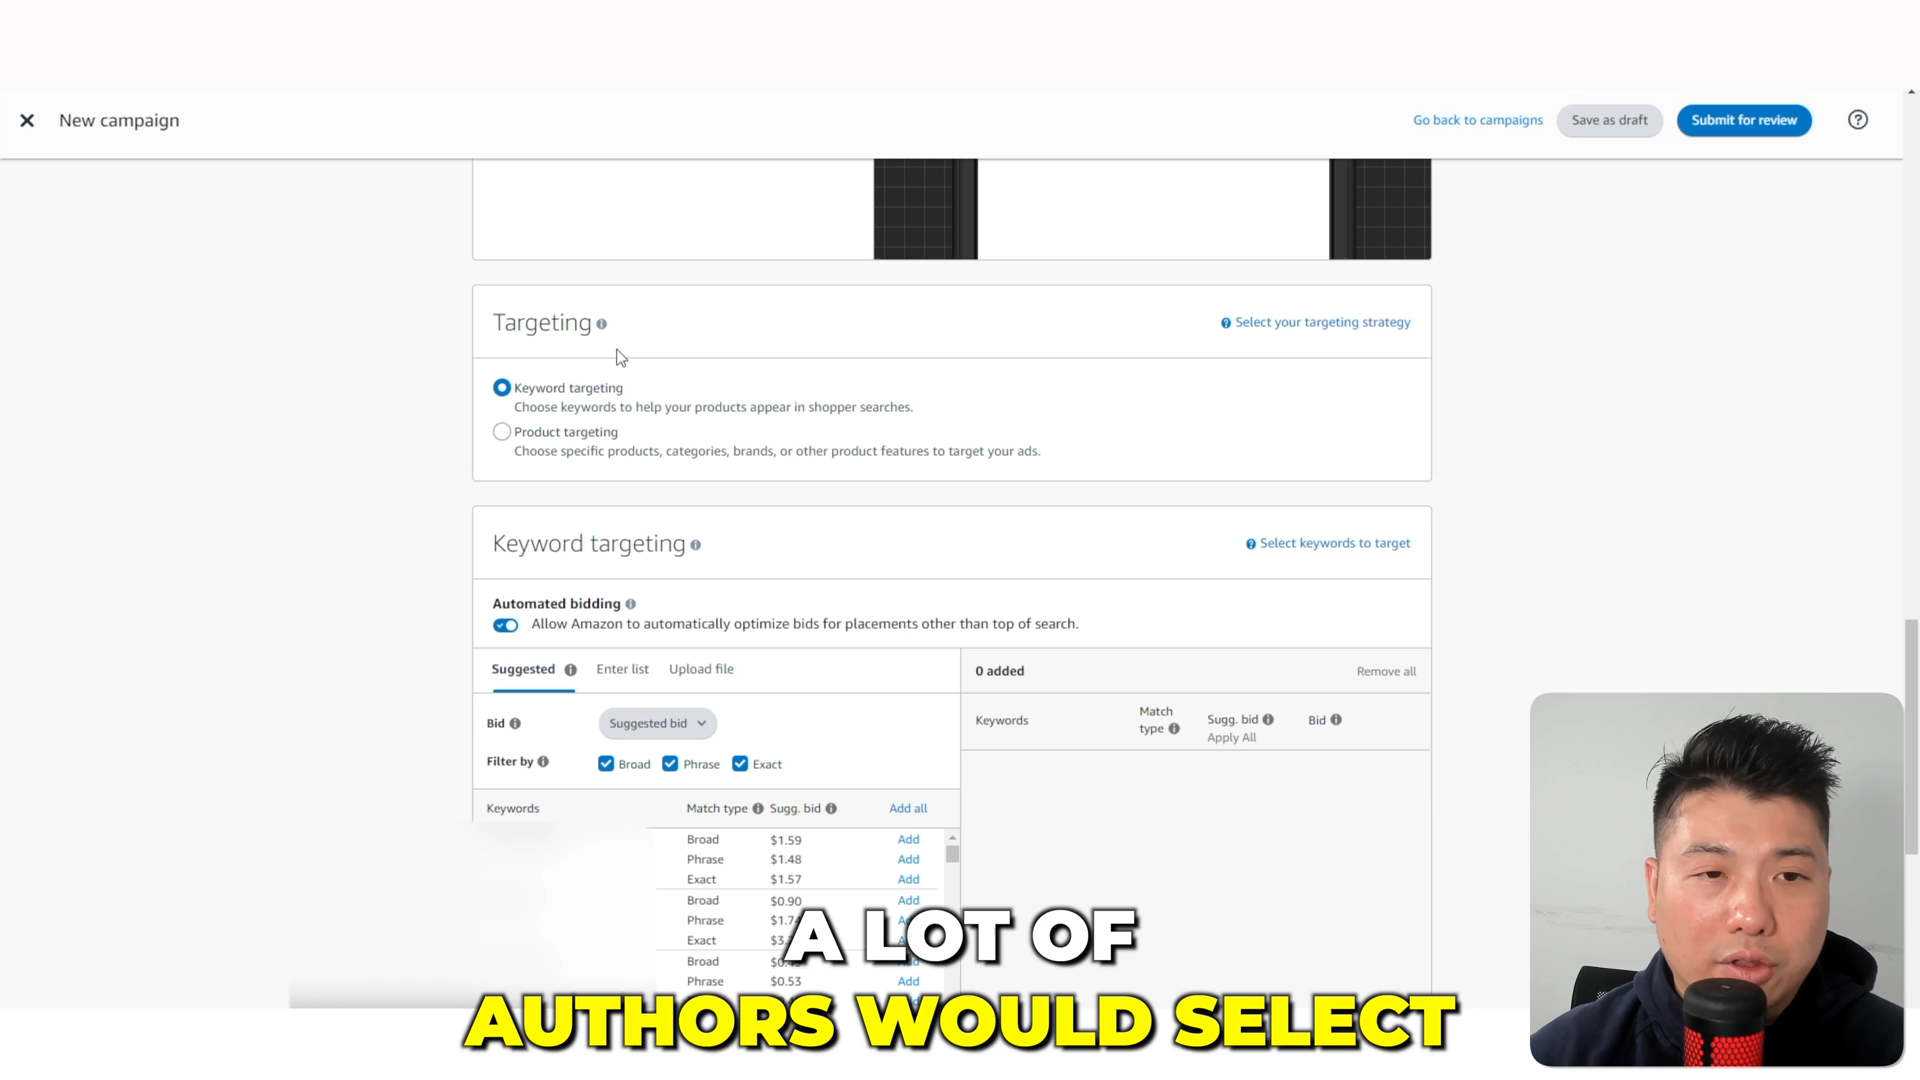 New campaign
Go back to campaigns
Save as draft
Submit for review
Targeting
Select your targeting strategy
Keyword targeting
Choose keywords to help your products appear in shopper searches.
Product targeting
Choose specific products, categories, brands, or other product features to target your ads.
Keyword targeting
Select keywords to target
Automated bidding
Allow Amazon to automatically optimize bids for placements other than top of search.
Suggested Enter list Upload file
0 added Remove all
Bid Suggested bid
Keywords Match type Sugg. bid Apply All Bid
Filter by Broad Phrase Exact
Keywords Match type Sugg. bid Add all
Broad $1.59 Add
Phrase $1.48 Add
Exact $1.57 Add
Broad $0.90 Add
Phrase
Exact
Broad
Phrase $0.53 Add
A LOT OF
AUTHORS WOULD SELECT